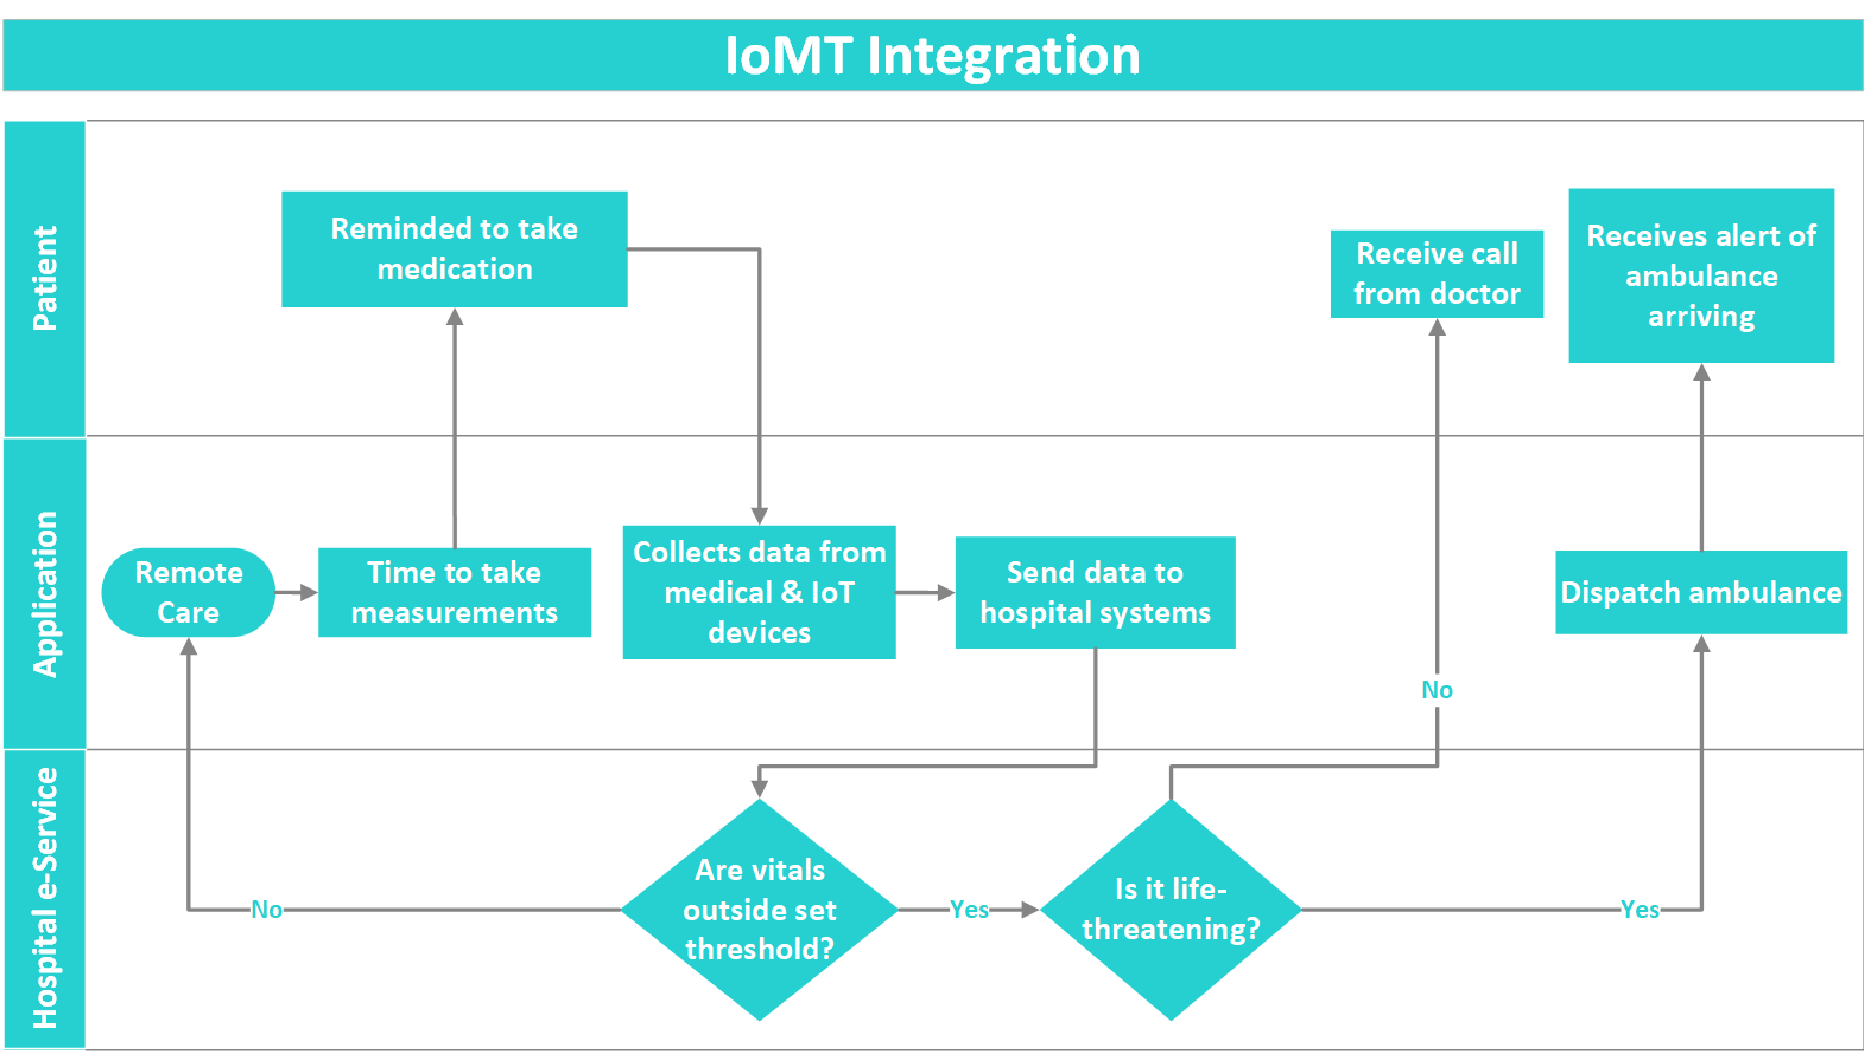 IoMT Integration
Patient
Reminded to take
medication
Receive call
from doctor
Receives alert of
ambulance
arriving
Application
Remote
Care
Time to take
measurements
Collects data from
medical & IoT
devices
Send data to
hospital systems
Dispatch ambulance
No
Hospital e-Service
No
Are vitals
outside set
threshold?
Yes
Is it life-
threatening?
Yes